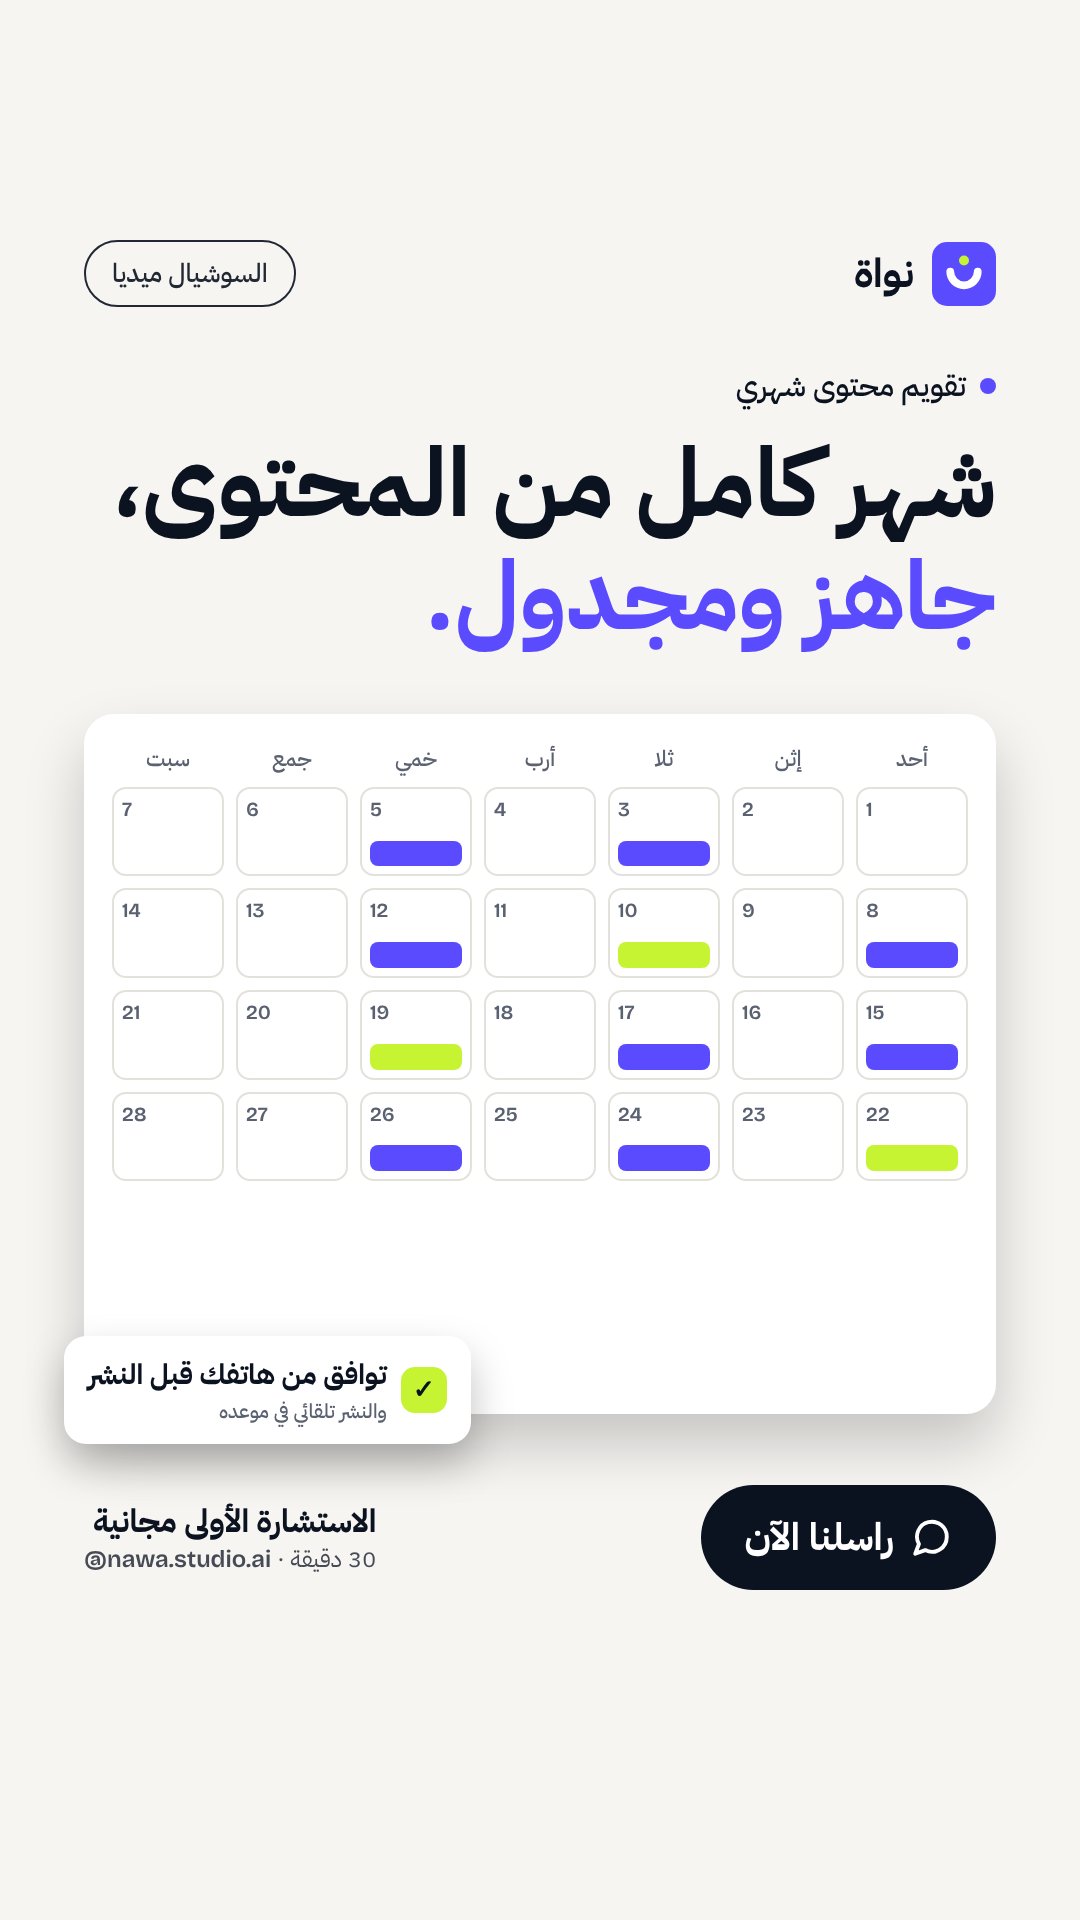 نواة
السوشيال ميديا
تقويم محتوى شهري
شهر كامل من المحتوى،
جاهز ومجدول.
أحد إثن ثلا أرب خمي جمع سبت
1 2 3 4 5 6 7
8 9 10 11 12 13 14
15 16 17 18 19 20 21
22 23 24 25 26 27 28
✓ توافق من هاتفك قبل النشر
والنشر تلقائي في موعده
راسلنا الآن
الاستشارة الأولى مجانية
30 دقيقة · @nawa.studio.ai